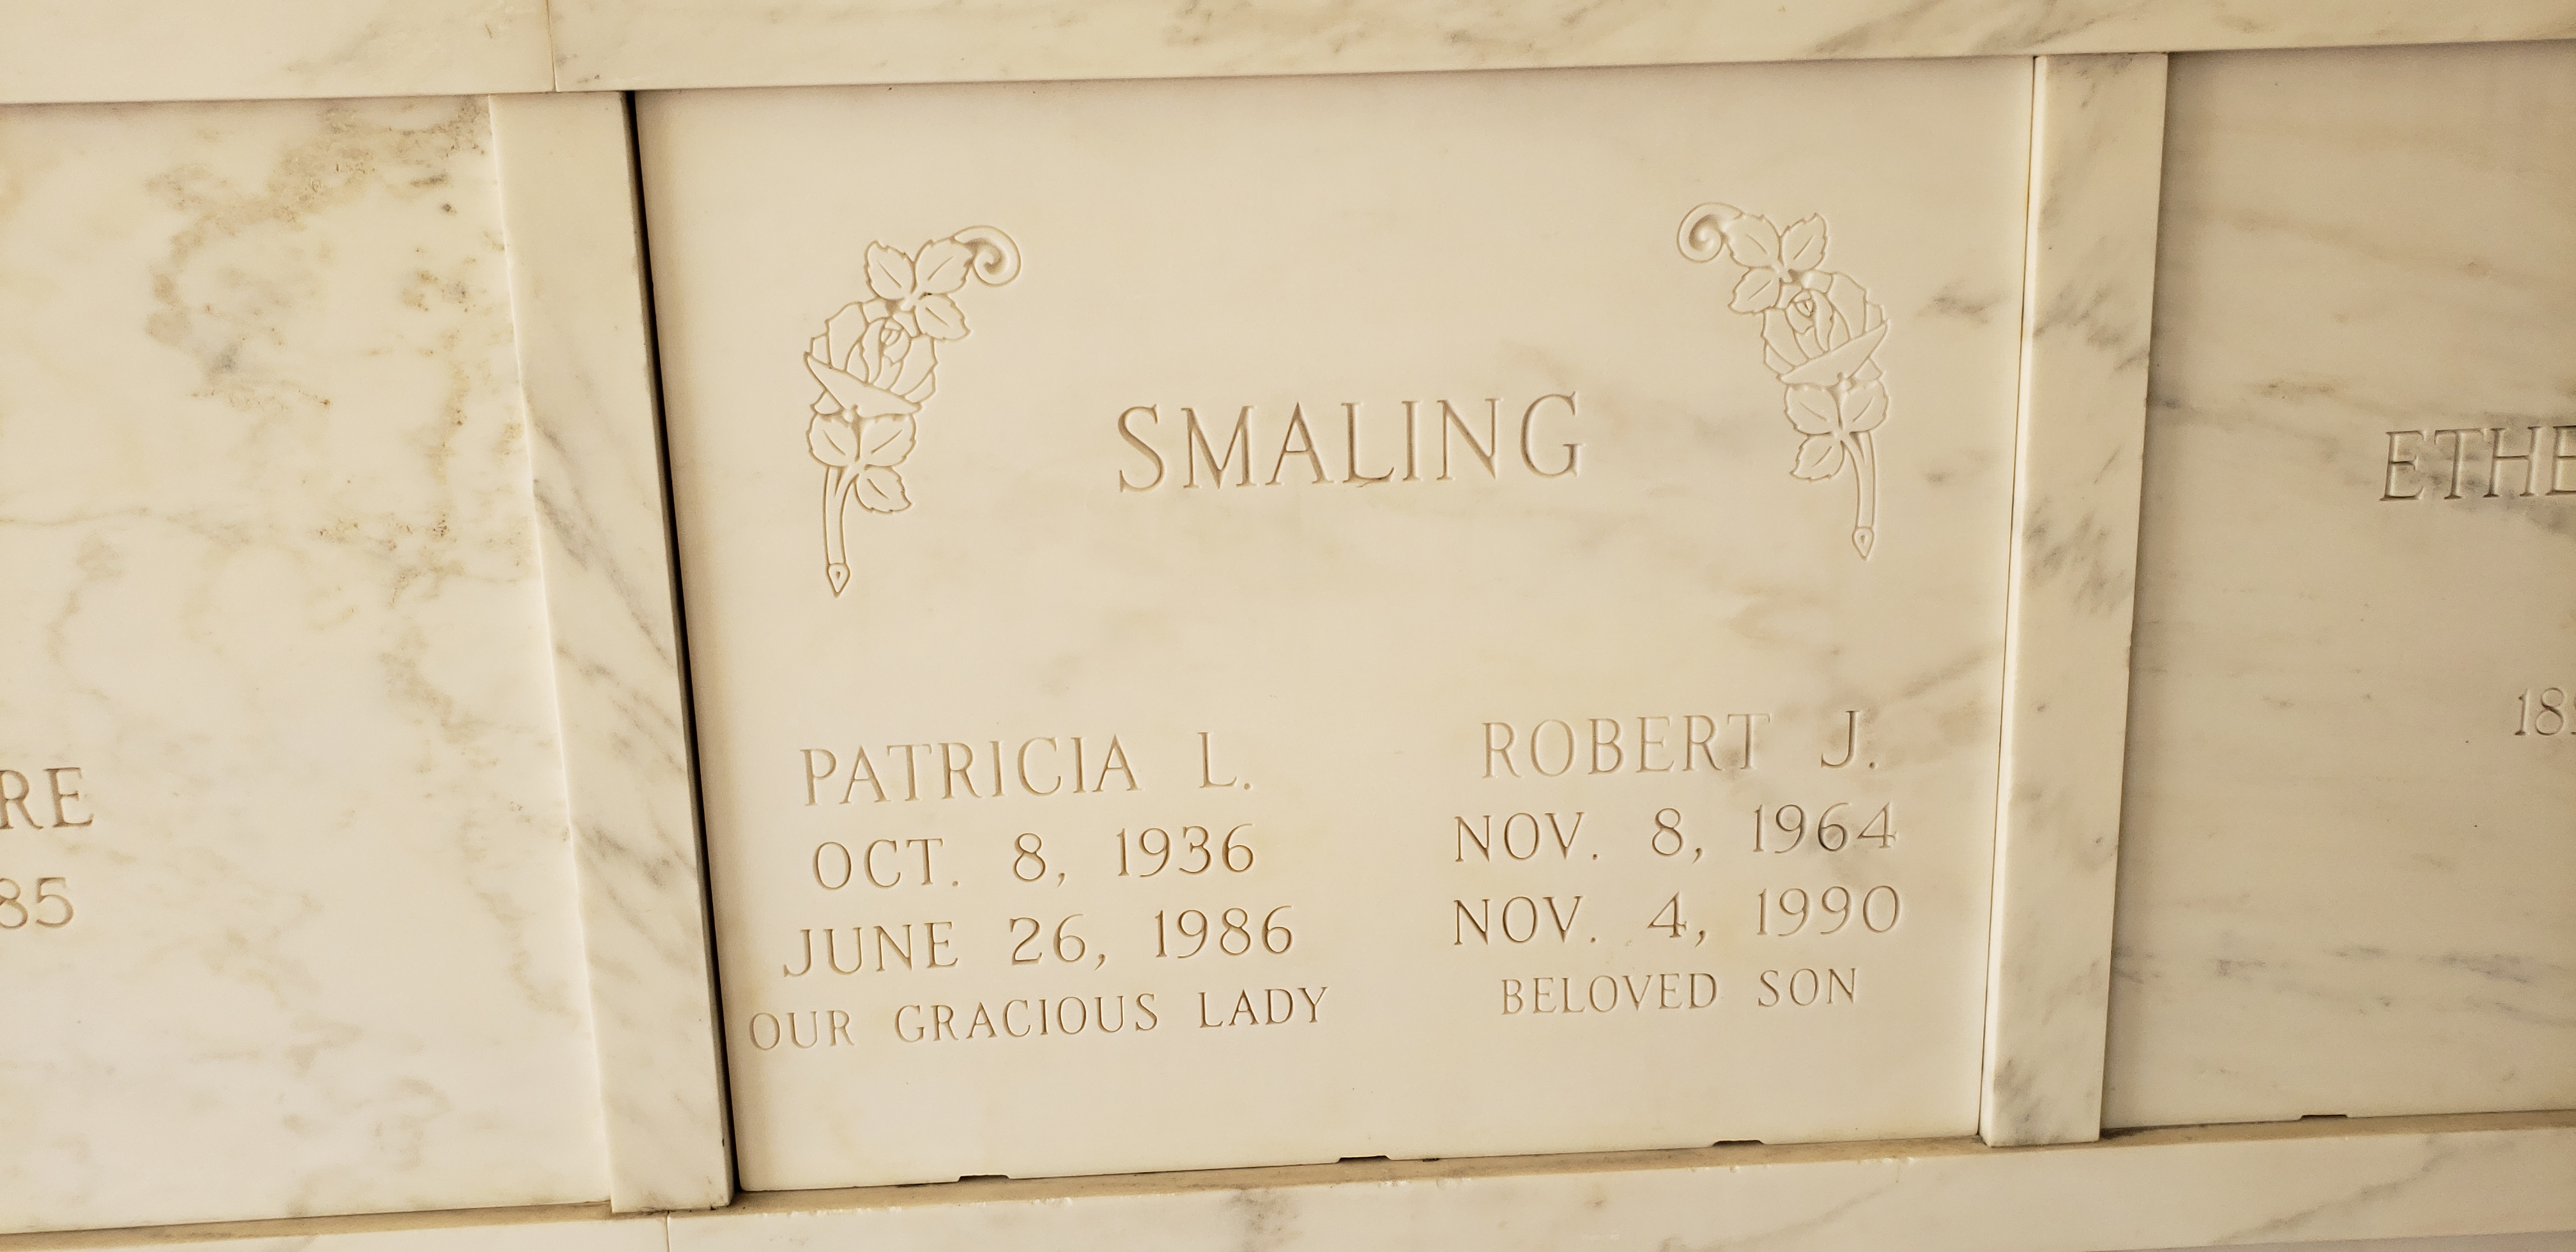 SMALING
PATRICIA L.
OCT. 8, 1936
JUNE 26, 1986
OUR GRACIOUS LADY
ROBERT J.
NOV. 8, 1964
NOV. 4, 1990
BELOVED SON
RE
85
ETHE